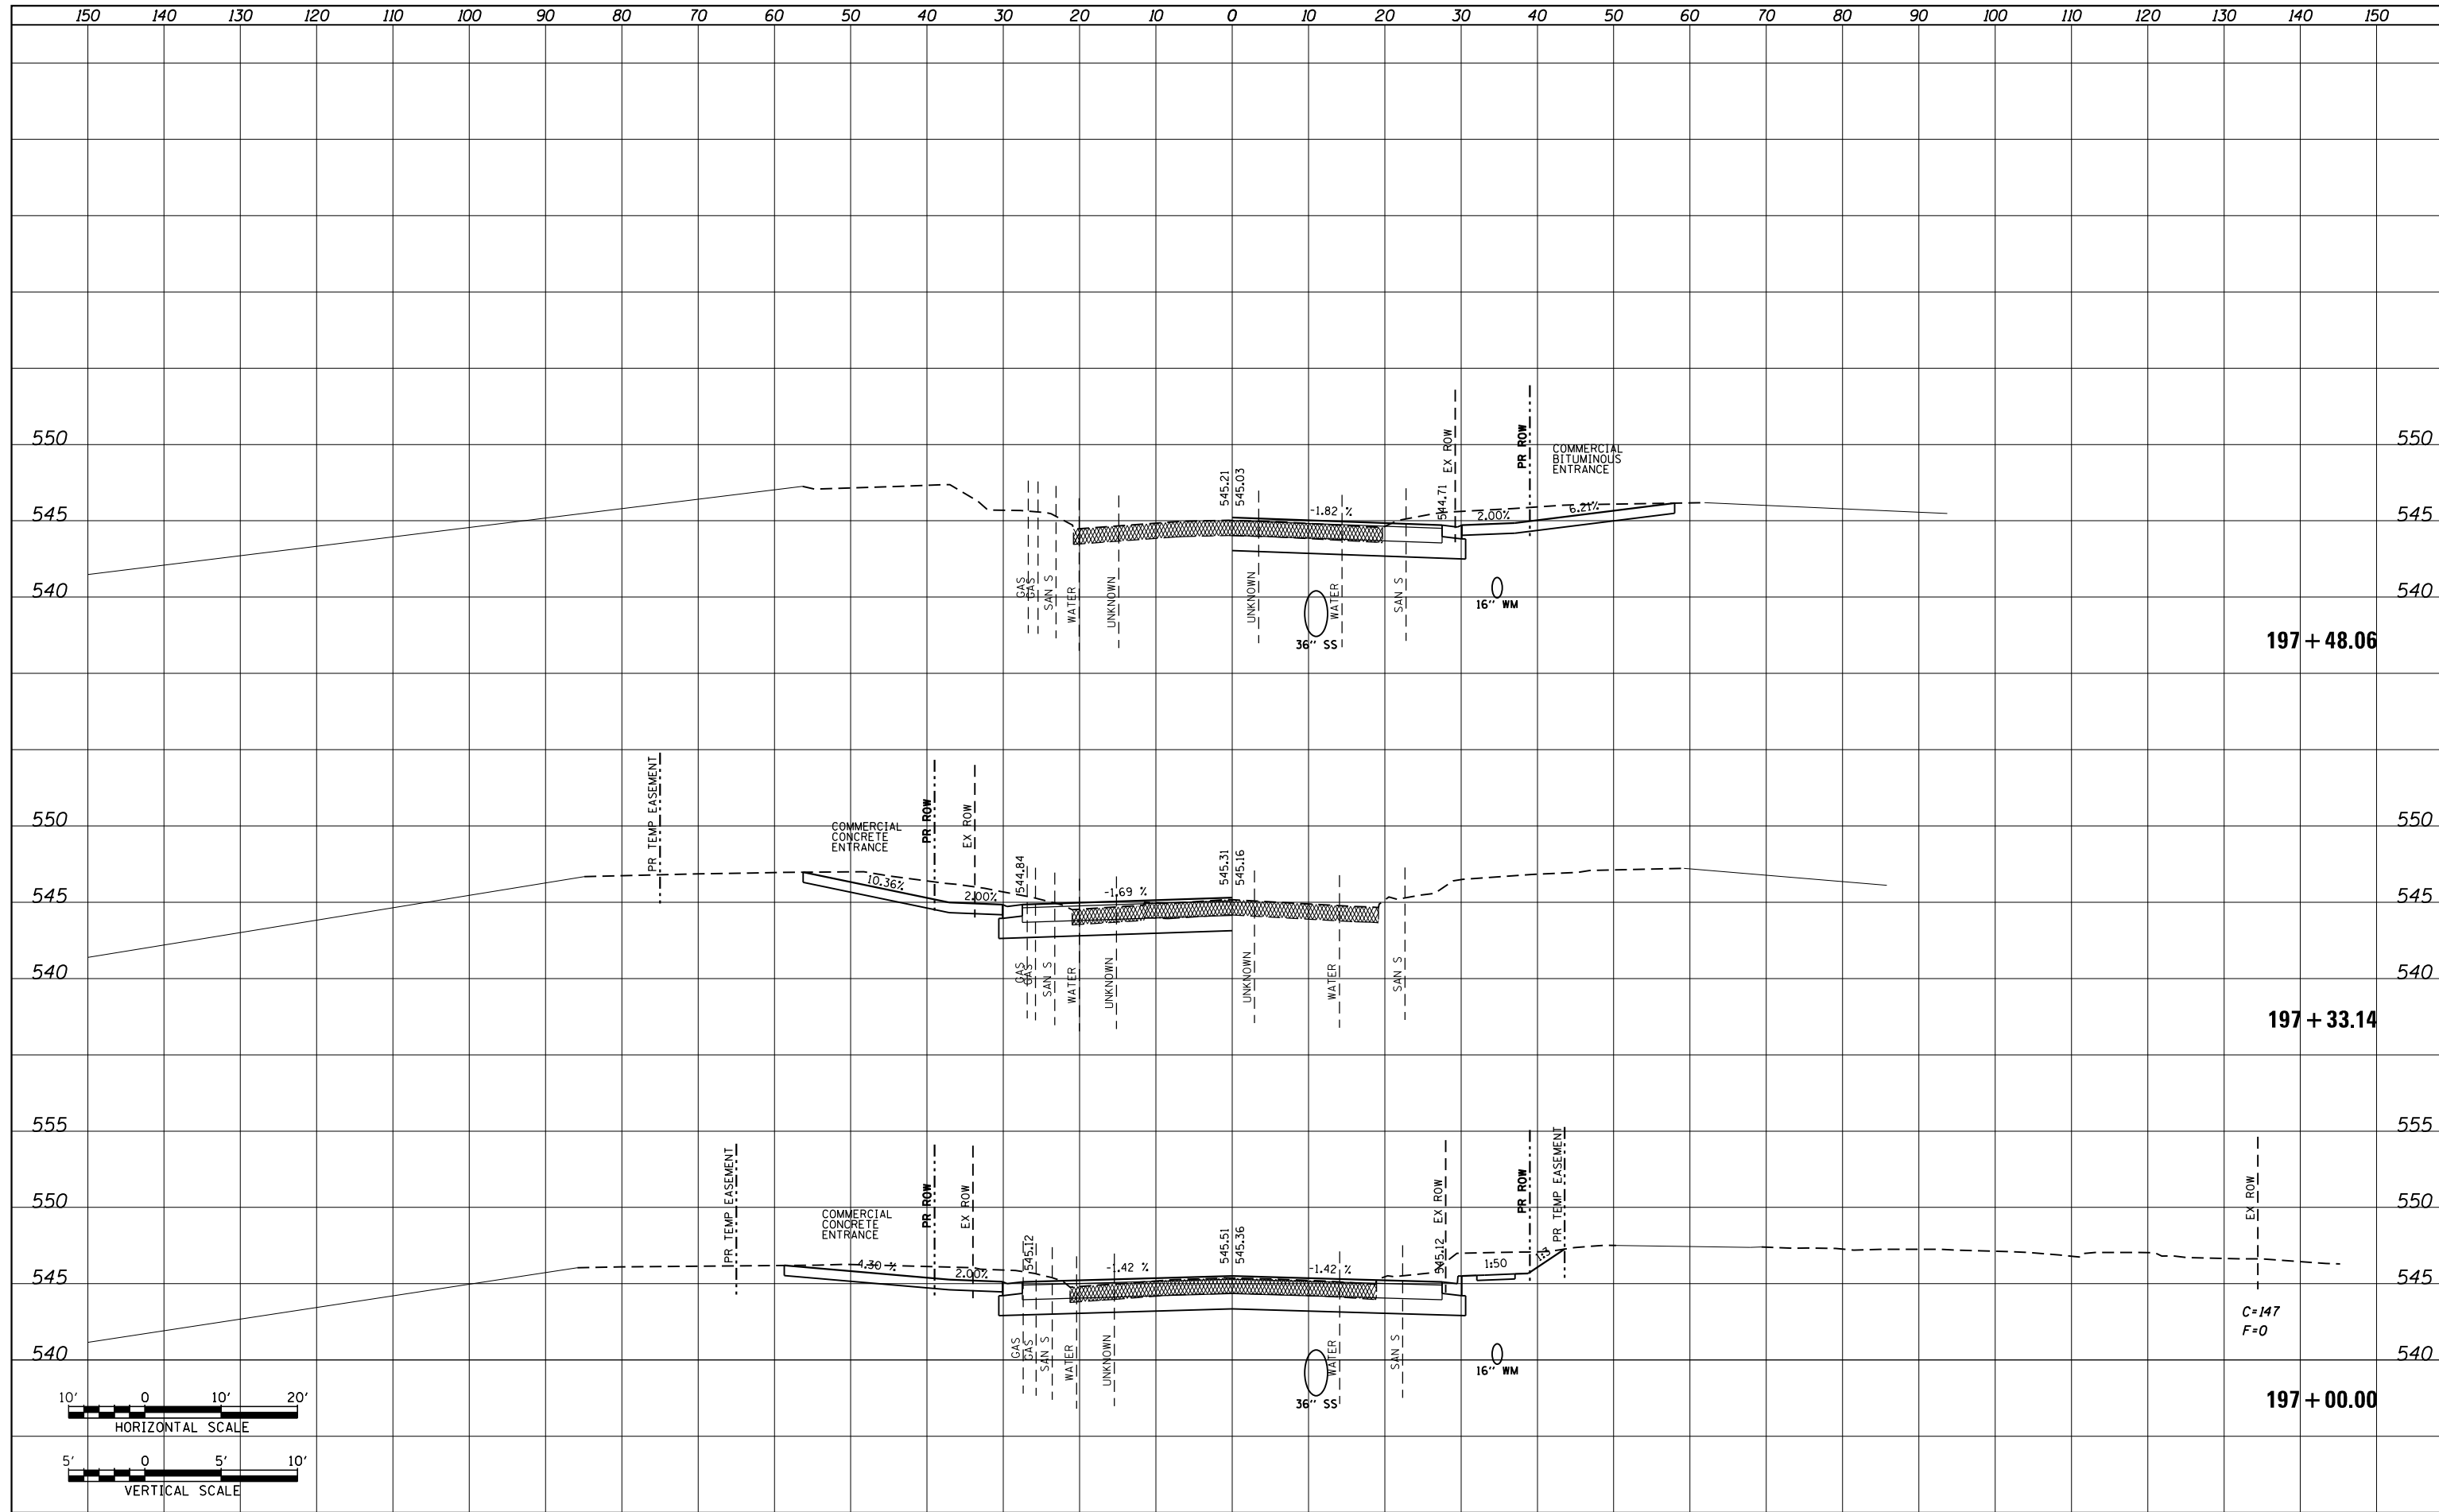 150 140 130 120 110 100 90 80 70 60 50 40 30 20 10 0 10 20 30 40 50 60 70 80 90 100 110 120 130 140 150
550
545
540
GAS
GAS
SAN S
WATER
UNKNOWN
545.21
545.03
UNKNOWN
-1.82 %
WATER
SAN S
544.71
EX ROW
2.00%
PR ROW
COMMERCIAL
BITUMINOUS
ENTRANCE
6.21%
36'' SS
16'' WM
550
545
540
197+48.06
550
545
540
PR TEMP EASEMENT
COMMERCIAL
CONCRETE
ENTRANCE
10.36%
PR ROW
EX ROW
2.00%
544.84
GAS
GAS
SAN S
WATER
UNKNOWN
-1.69 %
545.31
545.16
UNKNOWN
WATER
SAN S
550
545
540
197+33.14
555
550
545
540
PR TEMP EASEMENT
COMMERCIAL
CONCRETE
ENTRANCE
4.30 %
PR ROW
EX ROW
2.00%
545.12
GAS
GAS
SAN S
WATER
UNKNOWN
-1.42 %
545.51
545.36
-1.42 %
WATER
SAN S
545.12
EX ROW
1:50
PR ROW
1:3
PR TEMP EASEMENT
36'' SS
16'' WM
EX ROW
C=147
F=0
555
550
545
540
197+00.00
10' 0 10' 20'
HORIZONTAL SCALE
5' 0 5' 10'
VERTICAL SCALE